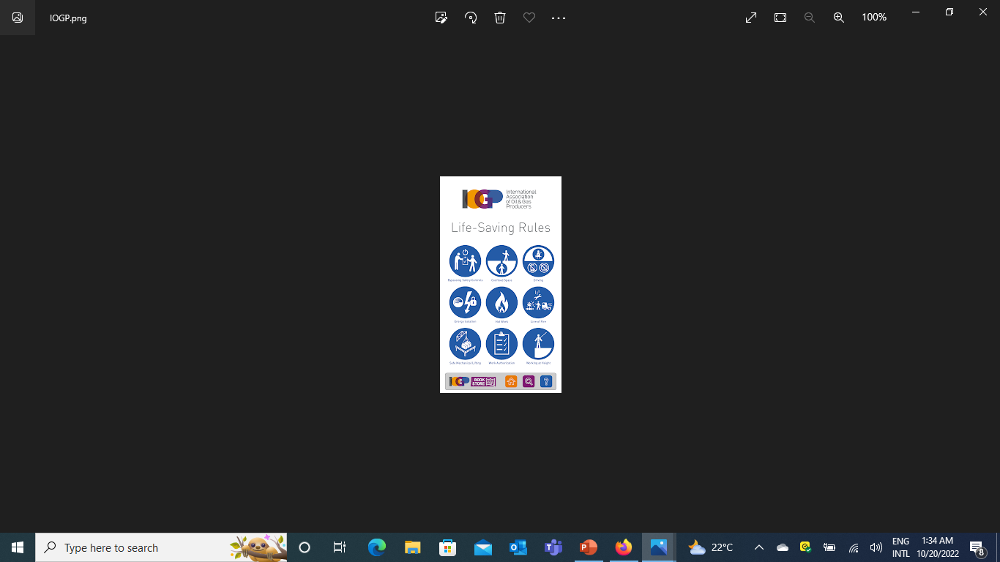 IOGP.png
100%
IOGP International
Association
of Oil & Gas
Producers
Life-Saving Rules
Bypassing Safety Controls
Confined Space
Driving
Energy Isolation
Hot Work
Line of Fire
Safe Mechanical Lifting
Work Authorization
Working at Height
IOGP BOOK
STORE
?
Type here to search
22°C
ENG
INTL
1:34 AM
10/20/2022
8